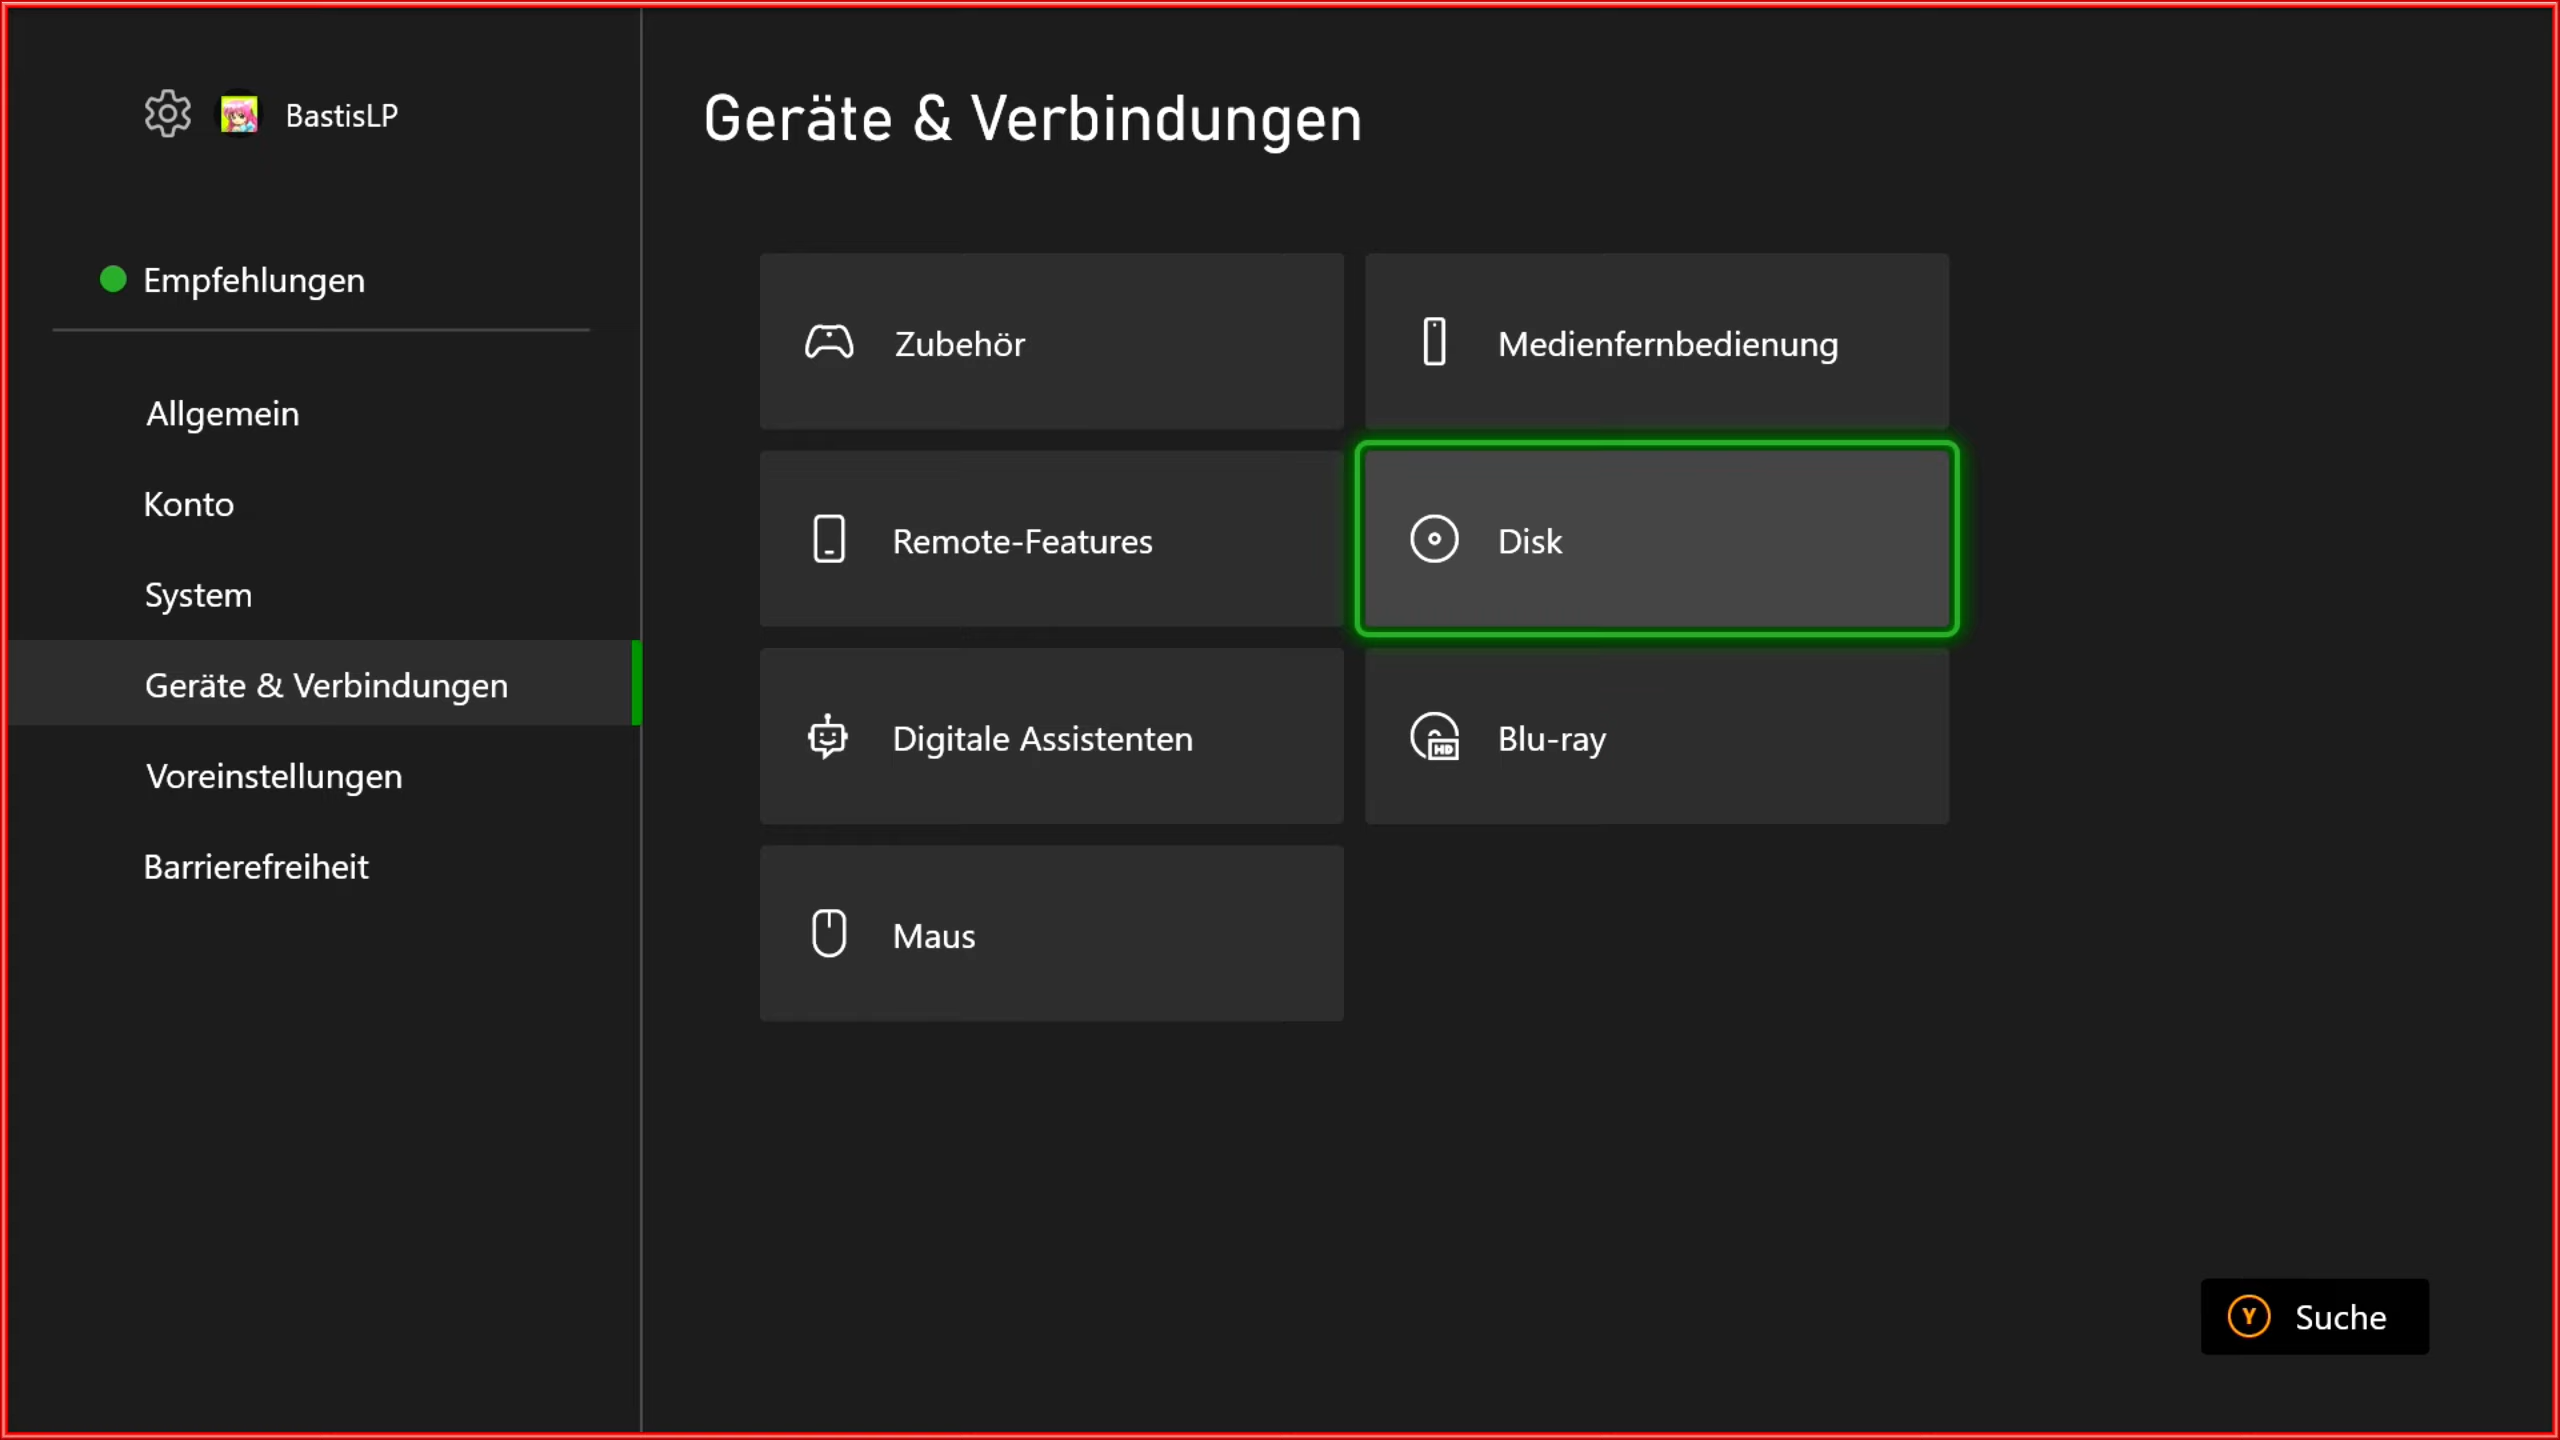 BastisLP
Empfehlungen
Allgemein
Konto
System
Geräte & Verbindungen
Voreinstellungen
Barrierefreiheit
Geräte & Verbindungen
Zubehör
Medienfernbedienung
Remote-Features
Disk
Digitale Assistenten
HD
Blu-ray
Maus
Y Suche